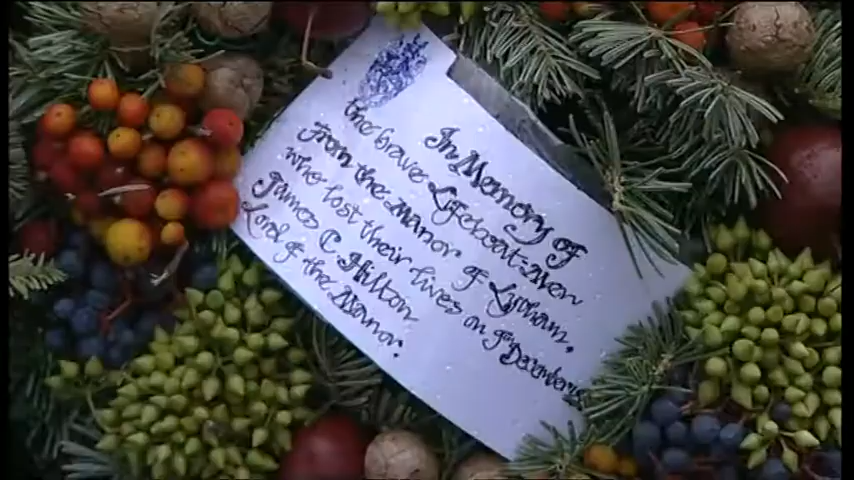 In Memory of
the brave Lifeboat-Men
from the Manor of Lynham.
who lost their lives on 9th December
James C Hilton
Lord of the Manor.